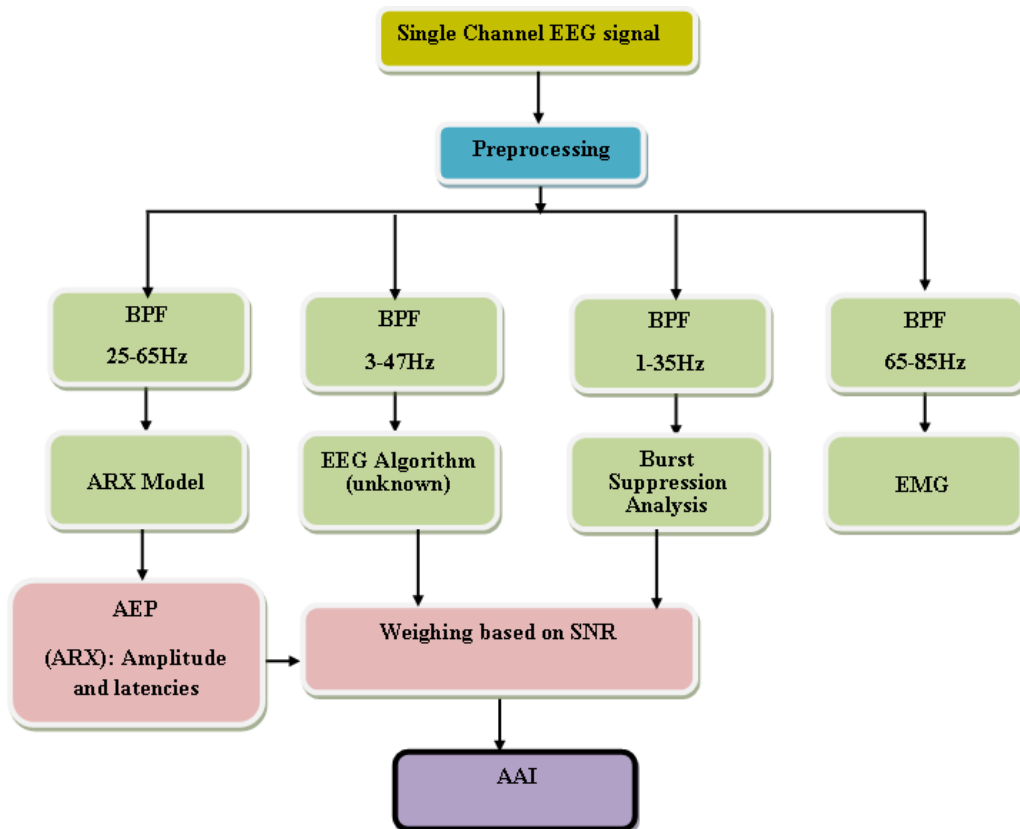 Single Channel EEG signal
Preprocessing
BPF
25-65Hz
BPF
3-47Hz
BPF
1-35Hz
BPF
65-85Hz
ARX Model
EEG Algorithm
(unknown)
Burst
Suppression
Analysis
EMG
AEP
(ARX): Amplitude
and latencies
Weighing based on SNR
AAI